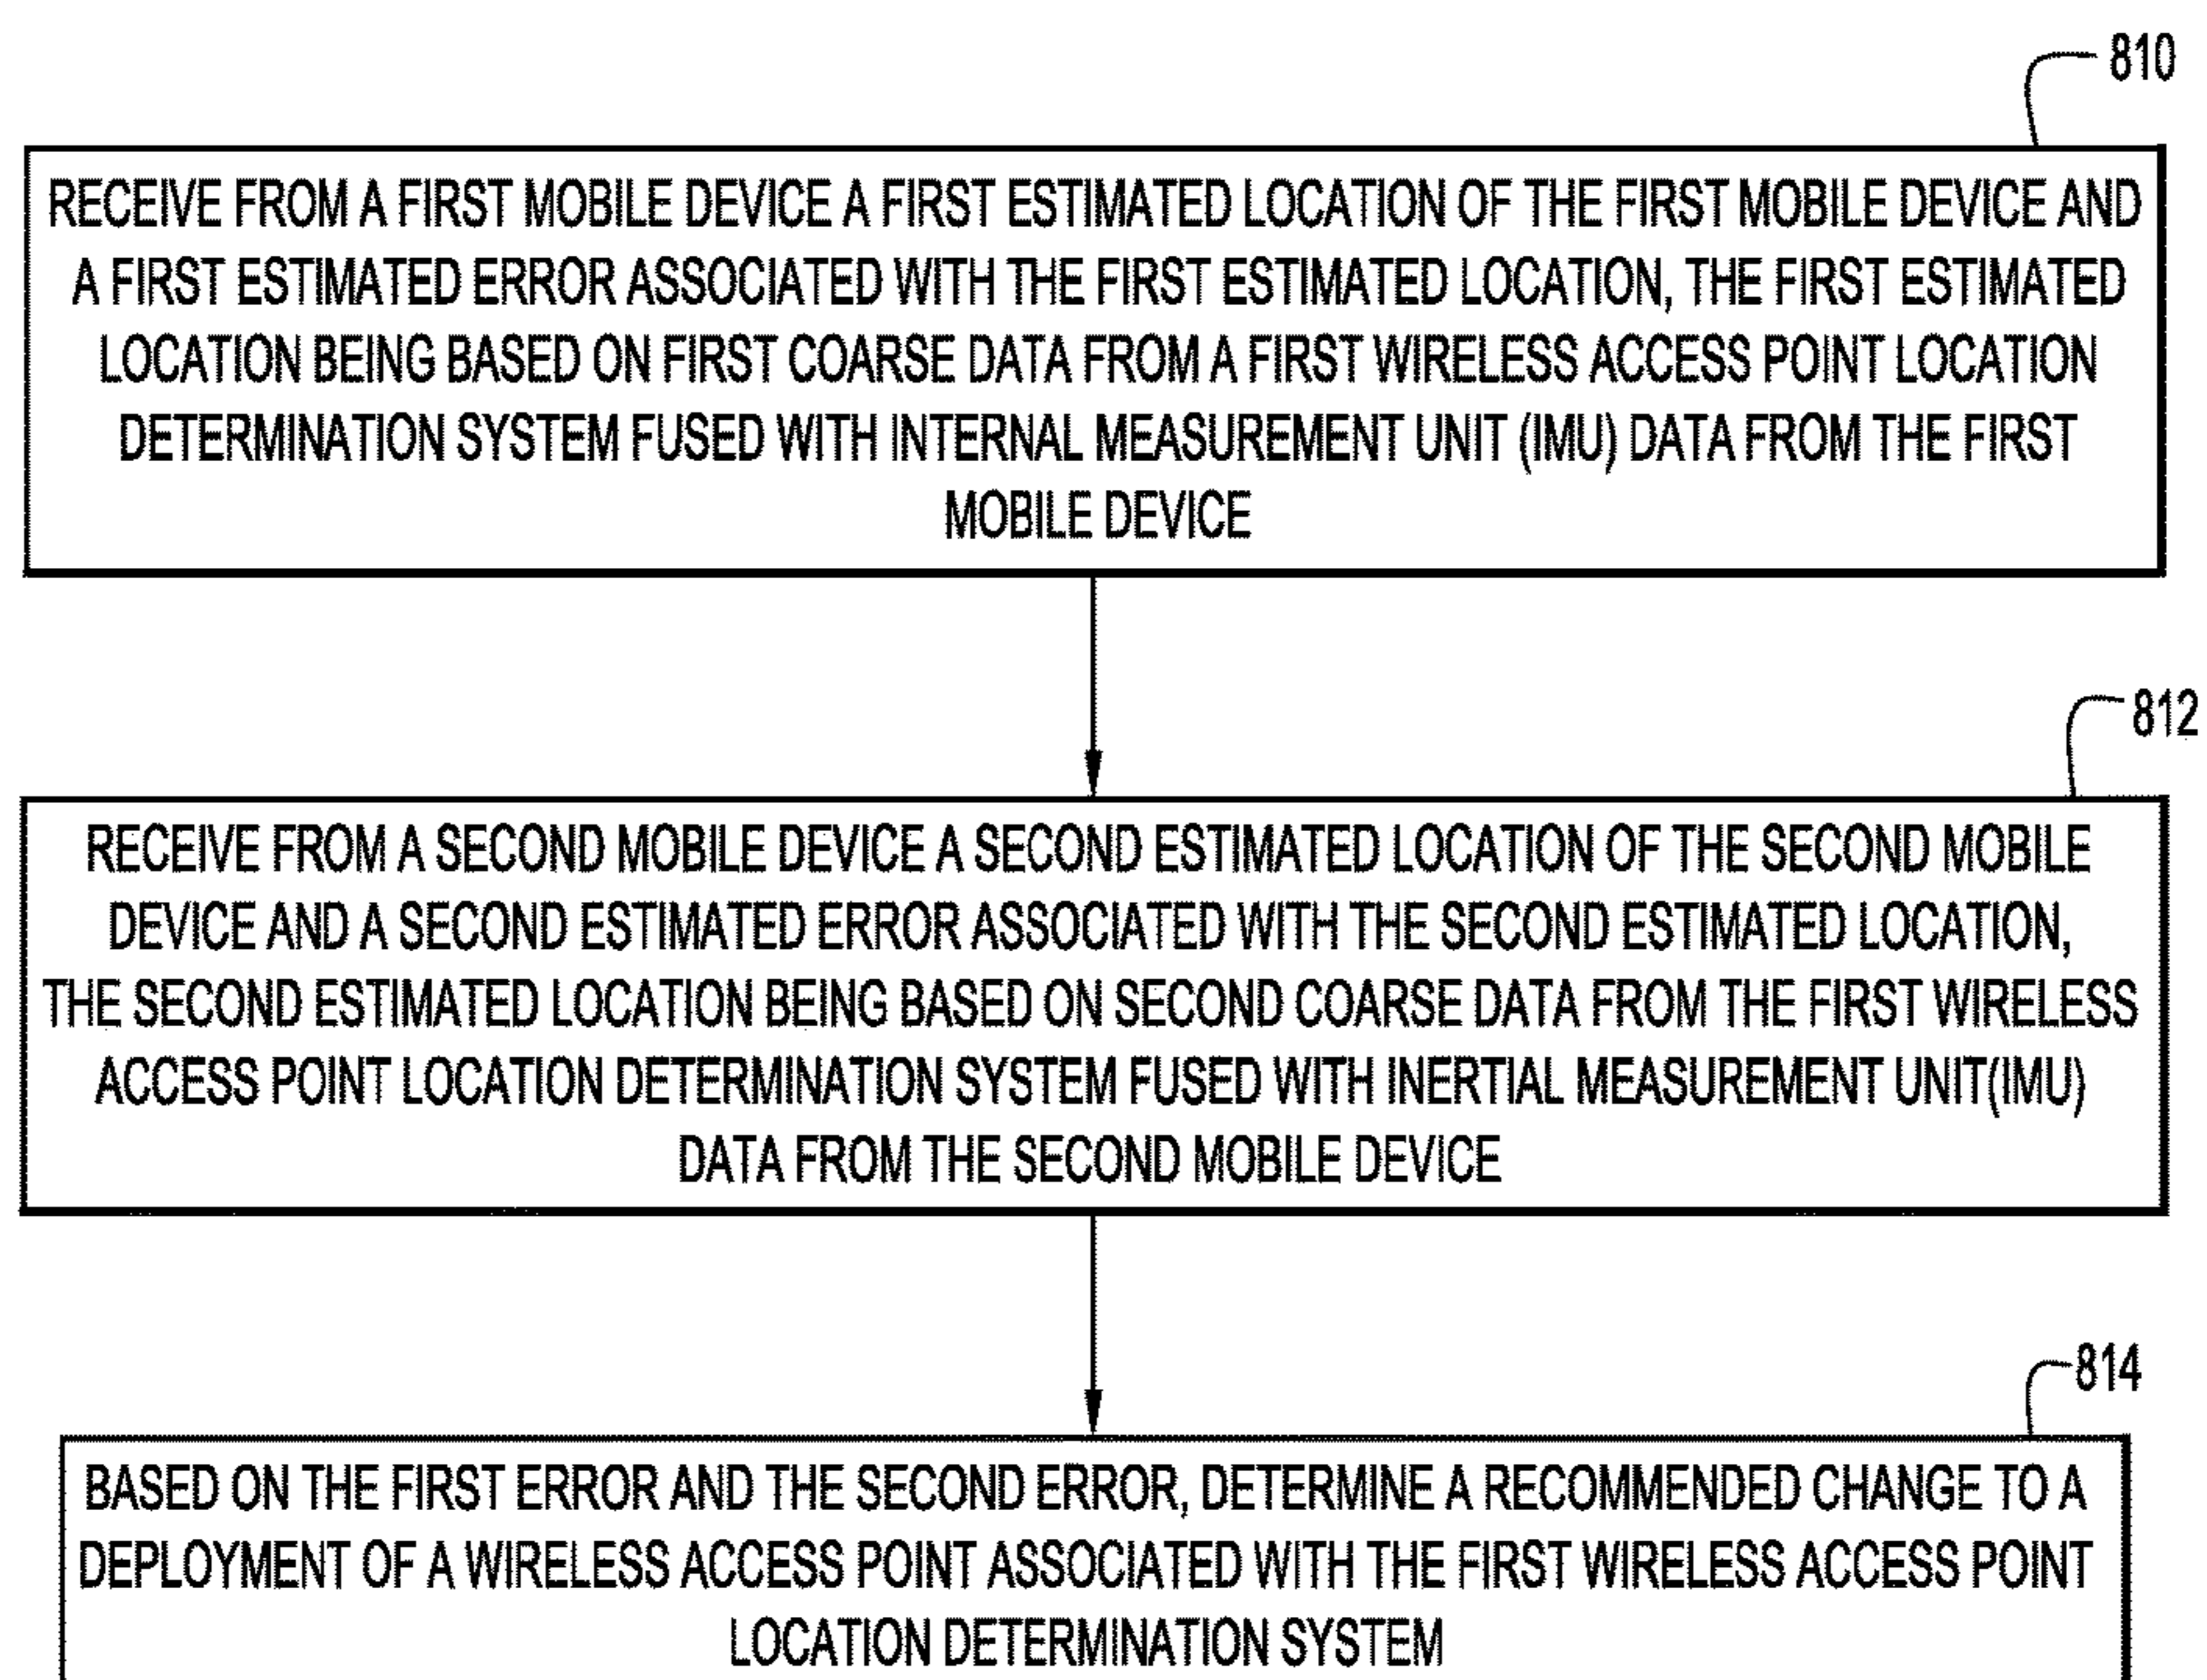 810
RECEIVE FROM A FIRST MOBILE DEVICE A FIRST ESTIMATED LOCATION OF THE FIRST MOBILE DEVICE AND
A FIRST ESTIMATED ERROR ASSOCIATED WITH THE FIRST ESTIMATED LOCATION, THE FIRST ESTIMATED
LOCATION BEING BASED ON FIRST COARSE DATA FROM A FIRST WIRELESS ACCESS POINT LOCATION
DETERMINATION SYSTEM FUSED WITH INTERNAL MEASUREMENT UNIT (IMU) DATA FROM THE FIRST
MOBILE DEVICE
812
RECEIVE FROM A SECOND MOBILE DEVICE A SECOND ESTIMATED LOCATION OF THE SECOND MOBILE
DEVICE AND A SECOND ESTIMATED ERROR ASSOCIATED WITH THE SECOND ESTIMATED LOCATION,
THE SECOND ESTIMATED LOCATION BEING BASED ON SECOND COARSE DATA FROM THE FIRST WIRELESS
ACCESS POINT LOCATION DETERMINATION SYSTEM FUSED WITH INERTIAL MEASUREMENT UNIT(IMU)
DATA FROM THE SECOND MOBILE DEVICE
814
BASED ON THE FIRST ERROR AND THE SECOND ERROR, DETERMINE A RECOMMENDED CHANGE TO A
DEPLOYMENT OF A WIRELESS ACCESS POINT ASSOCIATED WITH THE FIRST WIRELESS ACCESS POINT
LOCATION DETERMINATION SYSTEM